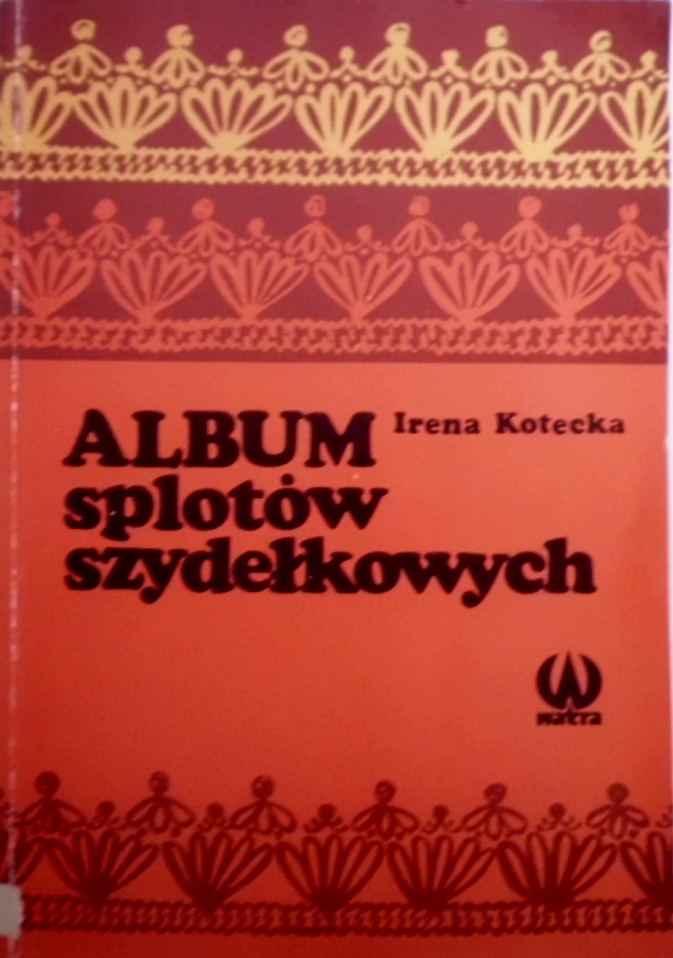 ALBUM
Irena Kotecka
splotów
szydełkowych
watra